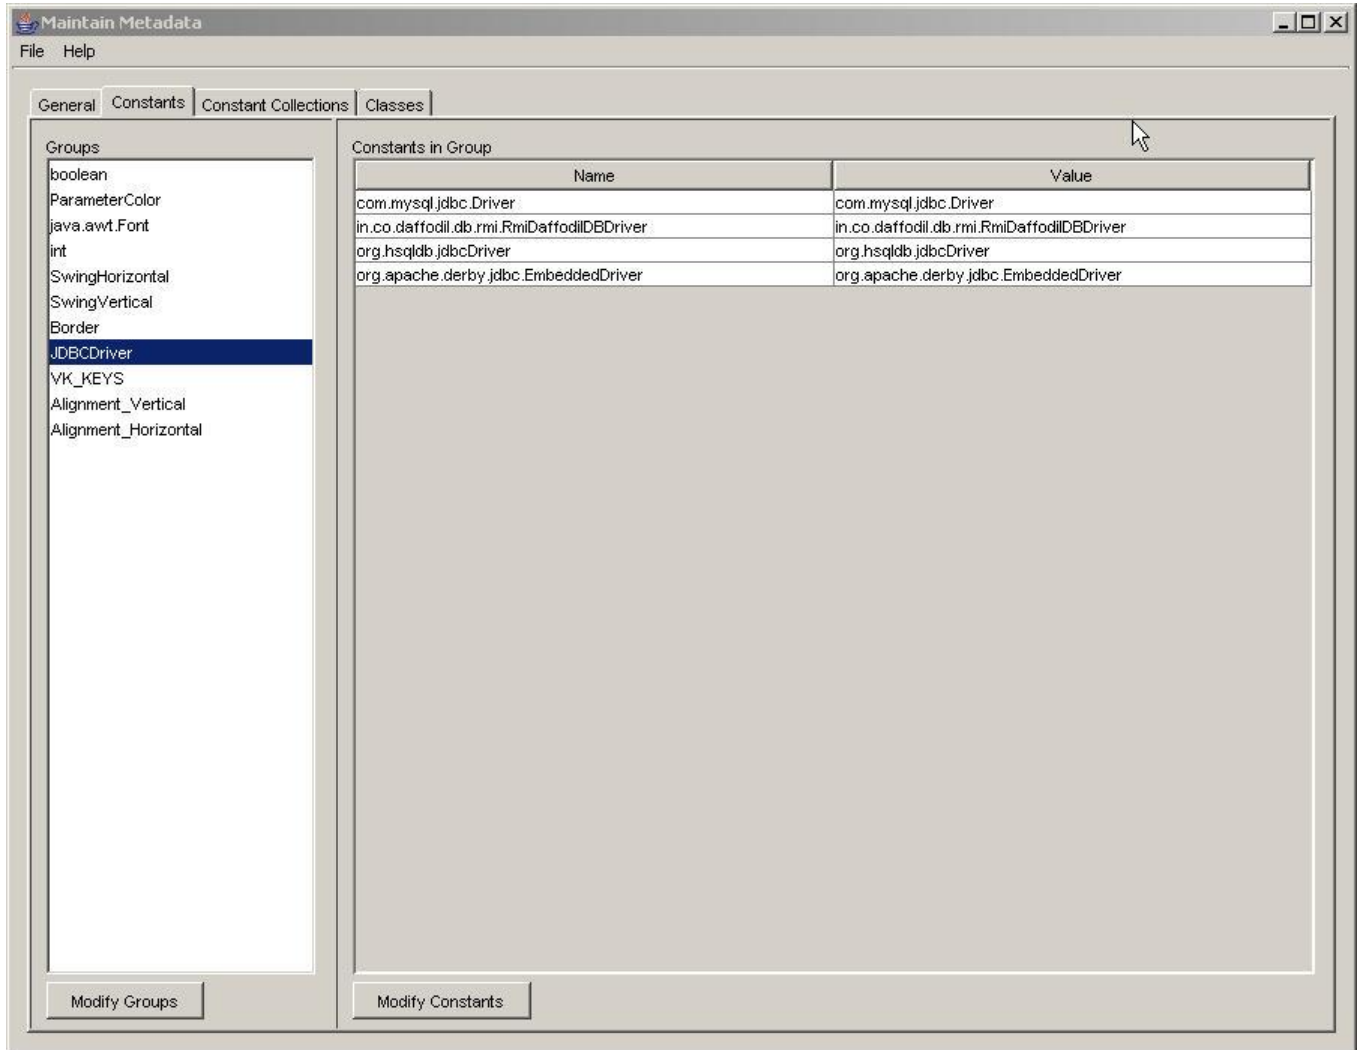 Maintain Metadata
File Help
General Constants Constant Collections Classes
Groups
boolean
ParameterColor
java.awt.Font
int
SwingHorizontal
SwingVertical
Border
JDBCDriver
VK_KEYS
Alignment_Vertical
Alignment_Horizontal
Modify Groups
Constants in Group
Name Value
com.mysql.jdbc.Driver com.mysql.jdbc.Driver
in.co.daffodil.db.rmi.RmiDaffodilDBDriver in.co.daffodil.db.rmi.RmiDaffodilDBDriver
org.hsqldb.jdbcDriver org.hsqldb.jdbcDriver
org.apache.derby.jdbc.EmbeddedDriver org.apache.derby.jdbc.EmbeddedDriver
Modify Constants